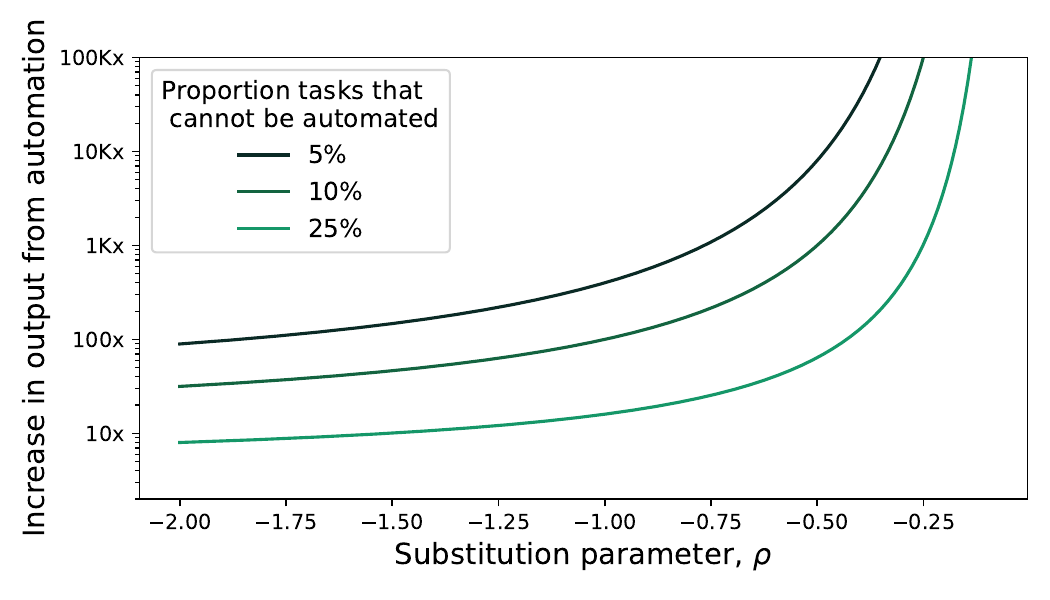 Increase in output from automation
100Kx
10Kx
1Kx
100x
10x
Proportion tasks that
cannot be automated
5%
10%
25%
−2.00 −1.75 −1.50 −1.25 −1.00 −0.75 −0.50 −0.25
Substitution parameter, ρ